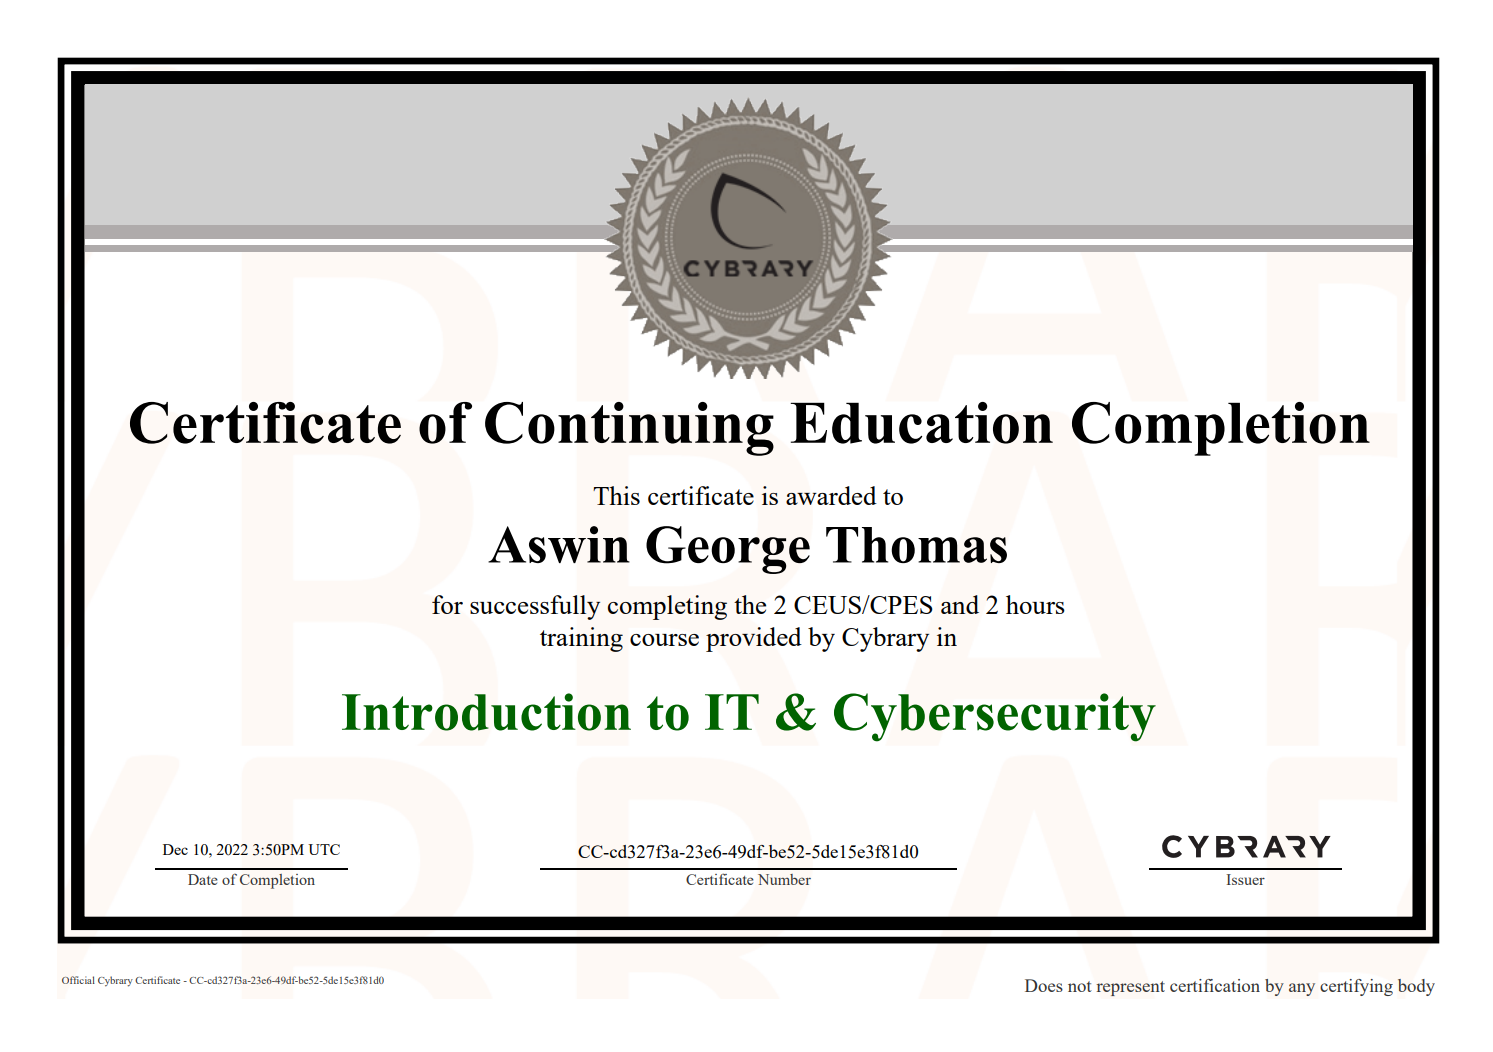 CYBRARY
Certificate of Continuing Education Completion
This certificate is awarded to
Aswin George Thomas
for successfully completing the 2 CEUS/CPES and 2 hours
training course provided by Cybrary in
Introduction to IT & Cybersecurity
Dec 10, 2022 3:50PM UTC
Date of Completion
CC-cd327f3a-23e6-49df-be52-5de15e3f81d0
Certificate Number
CYBRARY
Issuer
Official Cybrary Certificate - CC-cd327f3a-23e6-49df-be52-5de15e3f81d0
Does not represent certification by any certifying body